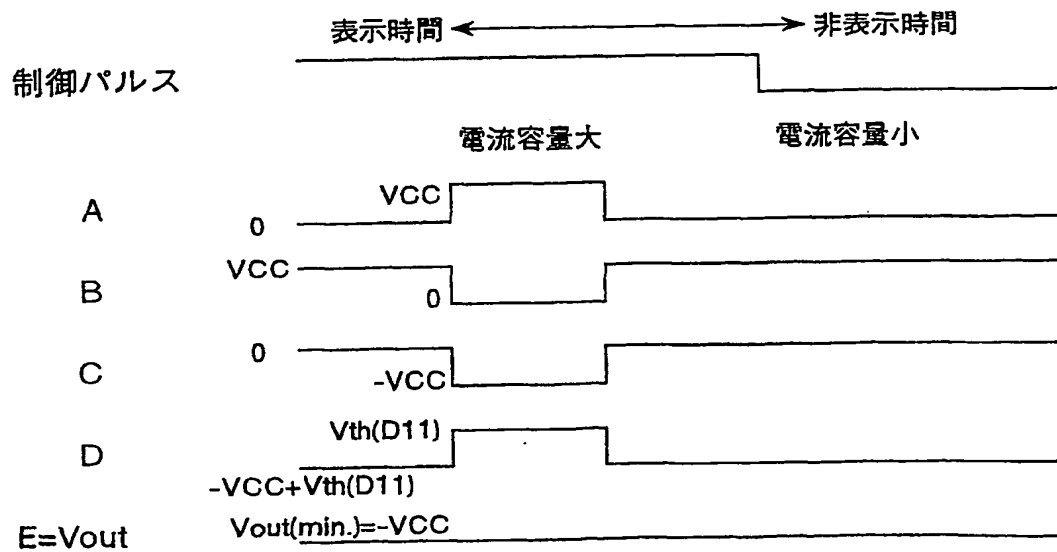 表示時間 非表示時間
制御パルス
電流容量大 電流容量小
A 0 VCC
B VCC 0
C 0 -VCC
D Vth(D11)
-VCC+Vth(D11)
E=Vout Vout(min.)=-VCC